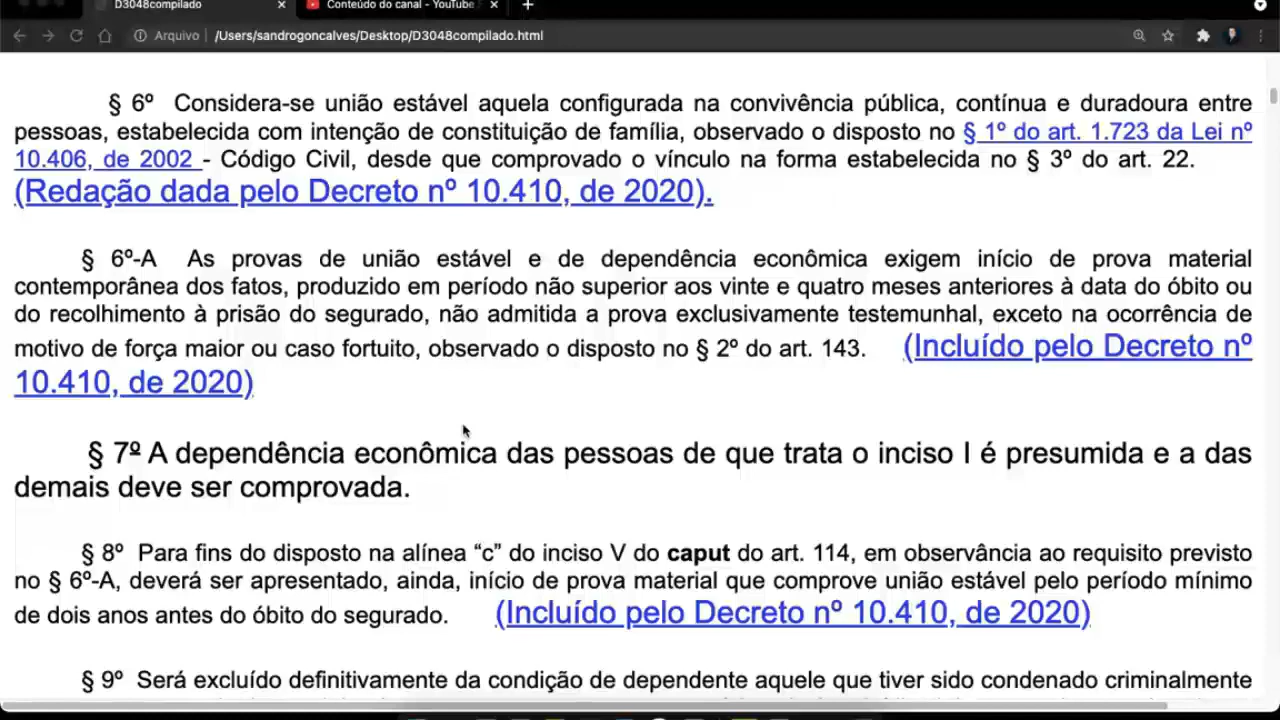 D3048compilado
Conteúdo do canal - YouTube
Arquivo | /Users/sandrogoncalves/Desktop/D3048compilado.html
§ 6º Considera-se união estável aquela configurada na convivência pública, contínua e duradoura entre
pessoas, estabelecida com intenção de constituição de família, observado o disposto no § 1º do art. 1.723 da Lei nº
10.406, de 2002 - Código Civil, desde que comprovado o vínculo na forma estabelecida no § 3º do art. 22.
(Redação dada pelo Decreto nº 10.410, de 2020).
§ 6º-A As provas de união estável e de dependência econômica exigem início de prova material
contemporânea dos fatos, produzido em período não superior aos vinte e quatro meses anteriores à data do óbito ou
do recolhimento à prisão do segurado, não admitida a prova exclusivamente testemunhal, exceto na ocorrência de
motivo de força maior ou caso fortuito, observado o disposto no § 2º do art. 143. (Incluído pelo Decreto nº
10.410, de 2020)
§ 7º A dependência econômica das pessoas de que trata o inciso I é presumida e a das
demais deve ser comprovada.
§ 8º Para fins do disposto na alínea “c” do inciso V do caput do art. 114, em observância ao requisito previsto
no § 6º-A, deverá ser apresentado, ainda, início de prova material que comprove união estável pelo período mínimo
de dois anos antes do óbito do segurado. (Incluído pelo Decreto nº 10.410, de 2020)
§ 9º Será excluído definitivamente da condição de dependente aquele que tiver sido condenado criminalmente